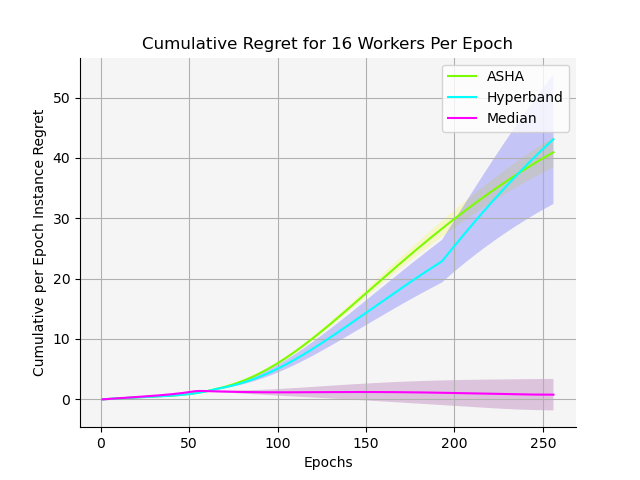 Cumulative Regret for 16 Workers Per Epoch
ASHA
Hyperband
Median
Cumulative per Epoch Instance Regret
50
40
30
20
10
0
0 50 100 150 200 250
Epochs